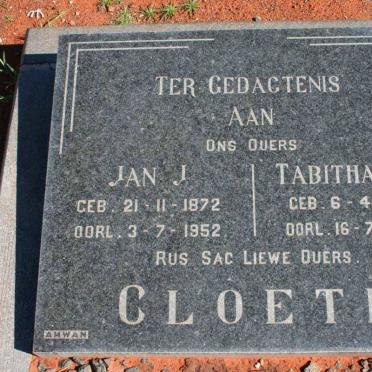 TER GEDAGTENIS
AAN
ONS OUERS
JAN J TABITHA
GEB. 21-11-1872 GEB. 6-4
OORL. 3-7-1952. OORL. 16-7
RUS SAG LIEWE OUERS.
CLOET
AHWAN